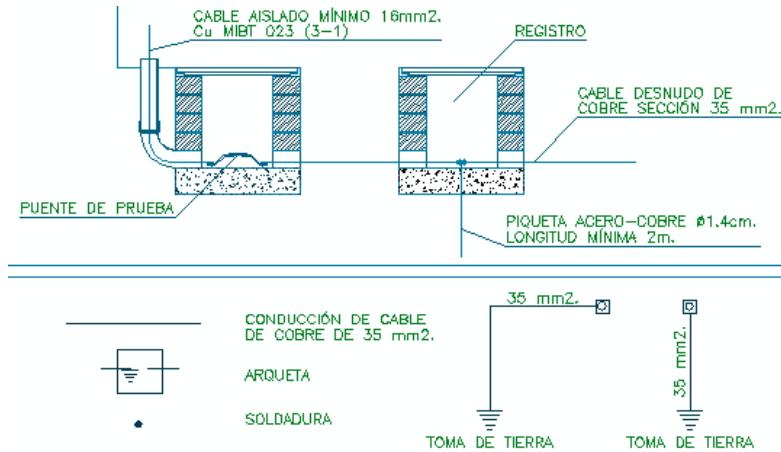 CABLE AISLADO MÍNIMO 16mm2.
Cu MIBT 023 (3-1)
REGISTRO
CABLE DESNUDO DE
COBRE SECCIÓN 35 mm2.
PUENTE DE PRUEBA
PIQUETA ACERO-COBRE ø1.4cm.
LONGITUD MÍNIMA 2m.
CONDUCCIÓN DE CABLE
DE COBRE DE 35 mm2.
ARQUETA
SOLDADURA
35 mm2.
TOMA DE TIERRA
35 mm2.
TOMA DE TIERRA